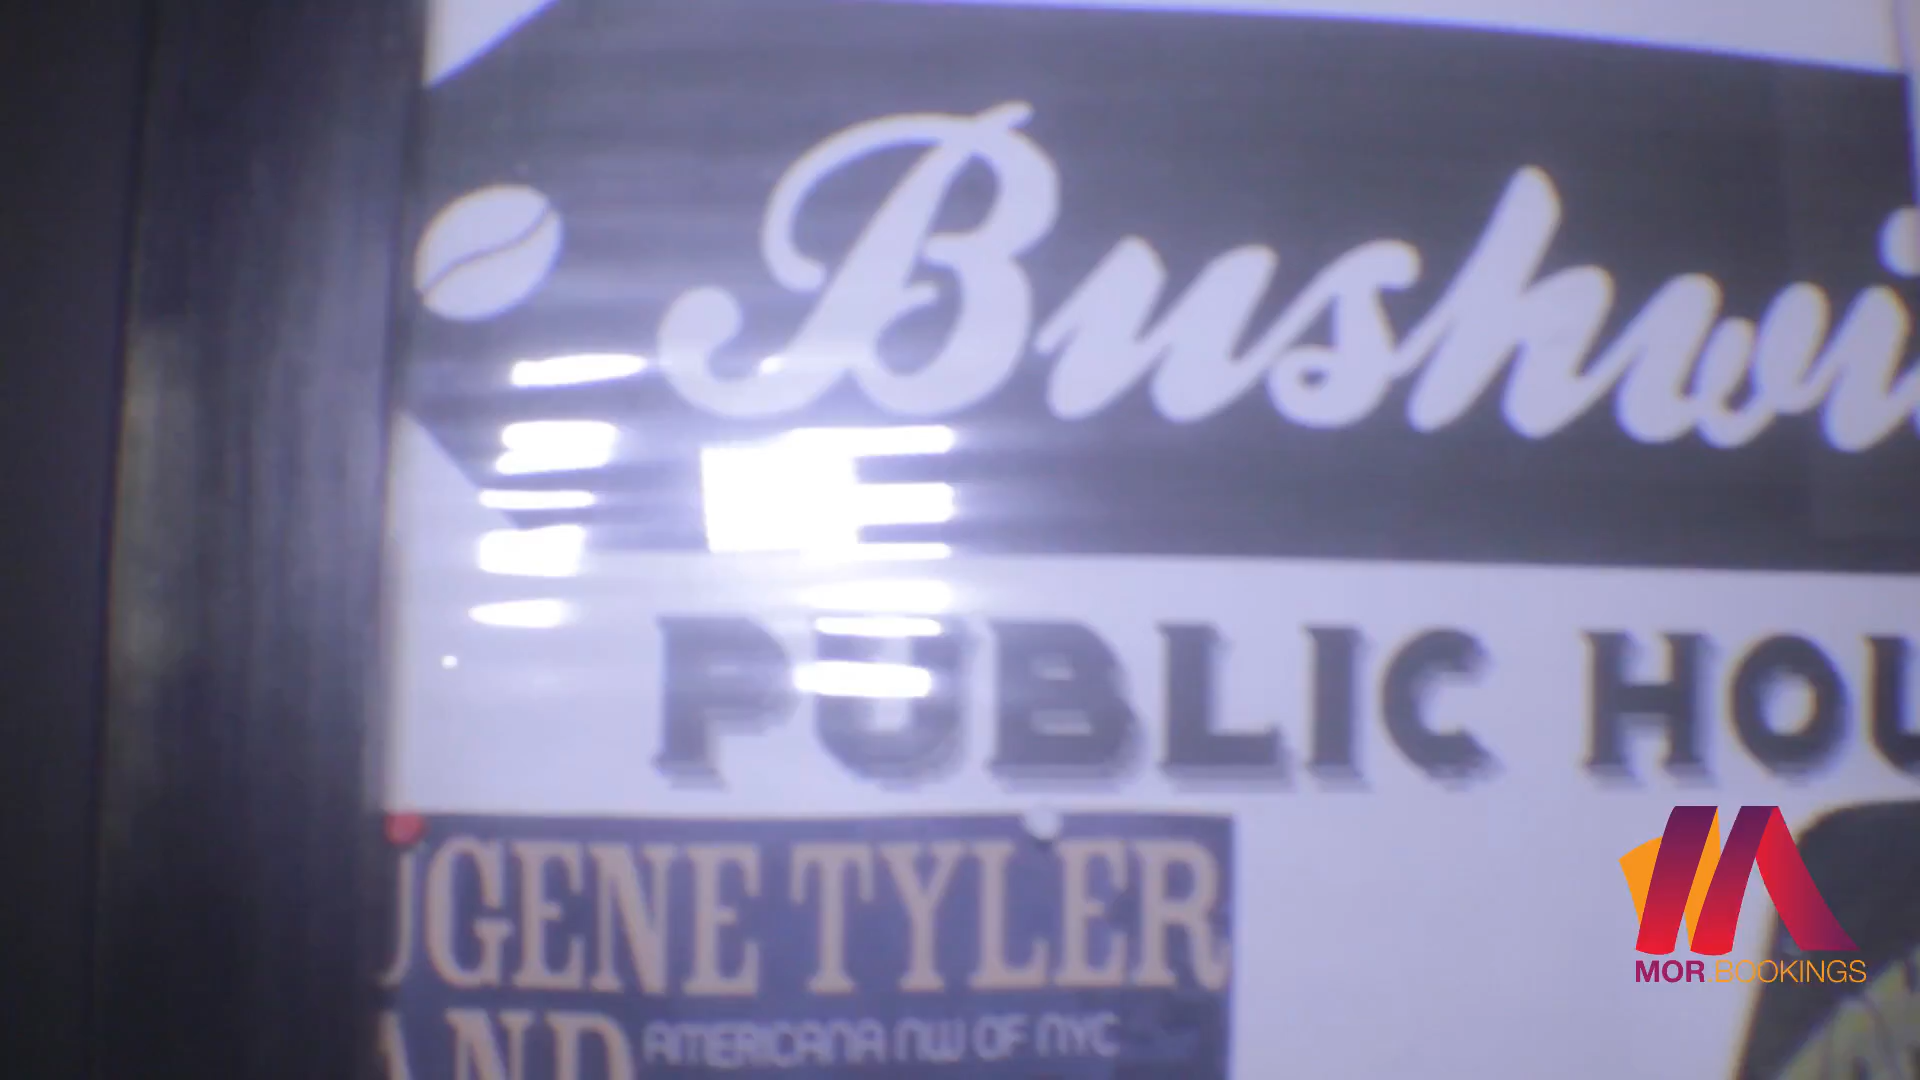 Bushwi
PUBLIC HOU
UGENE TYLER
AND AMERICANA NW OF NYC
MOR.BOOKINGS